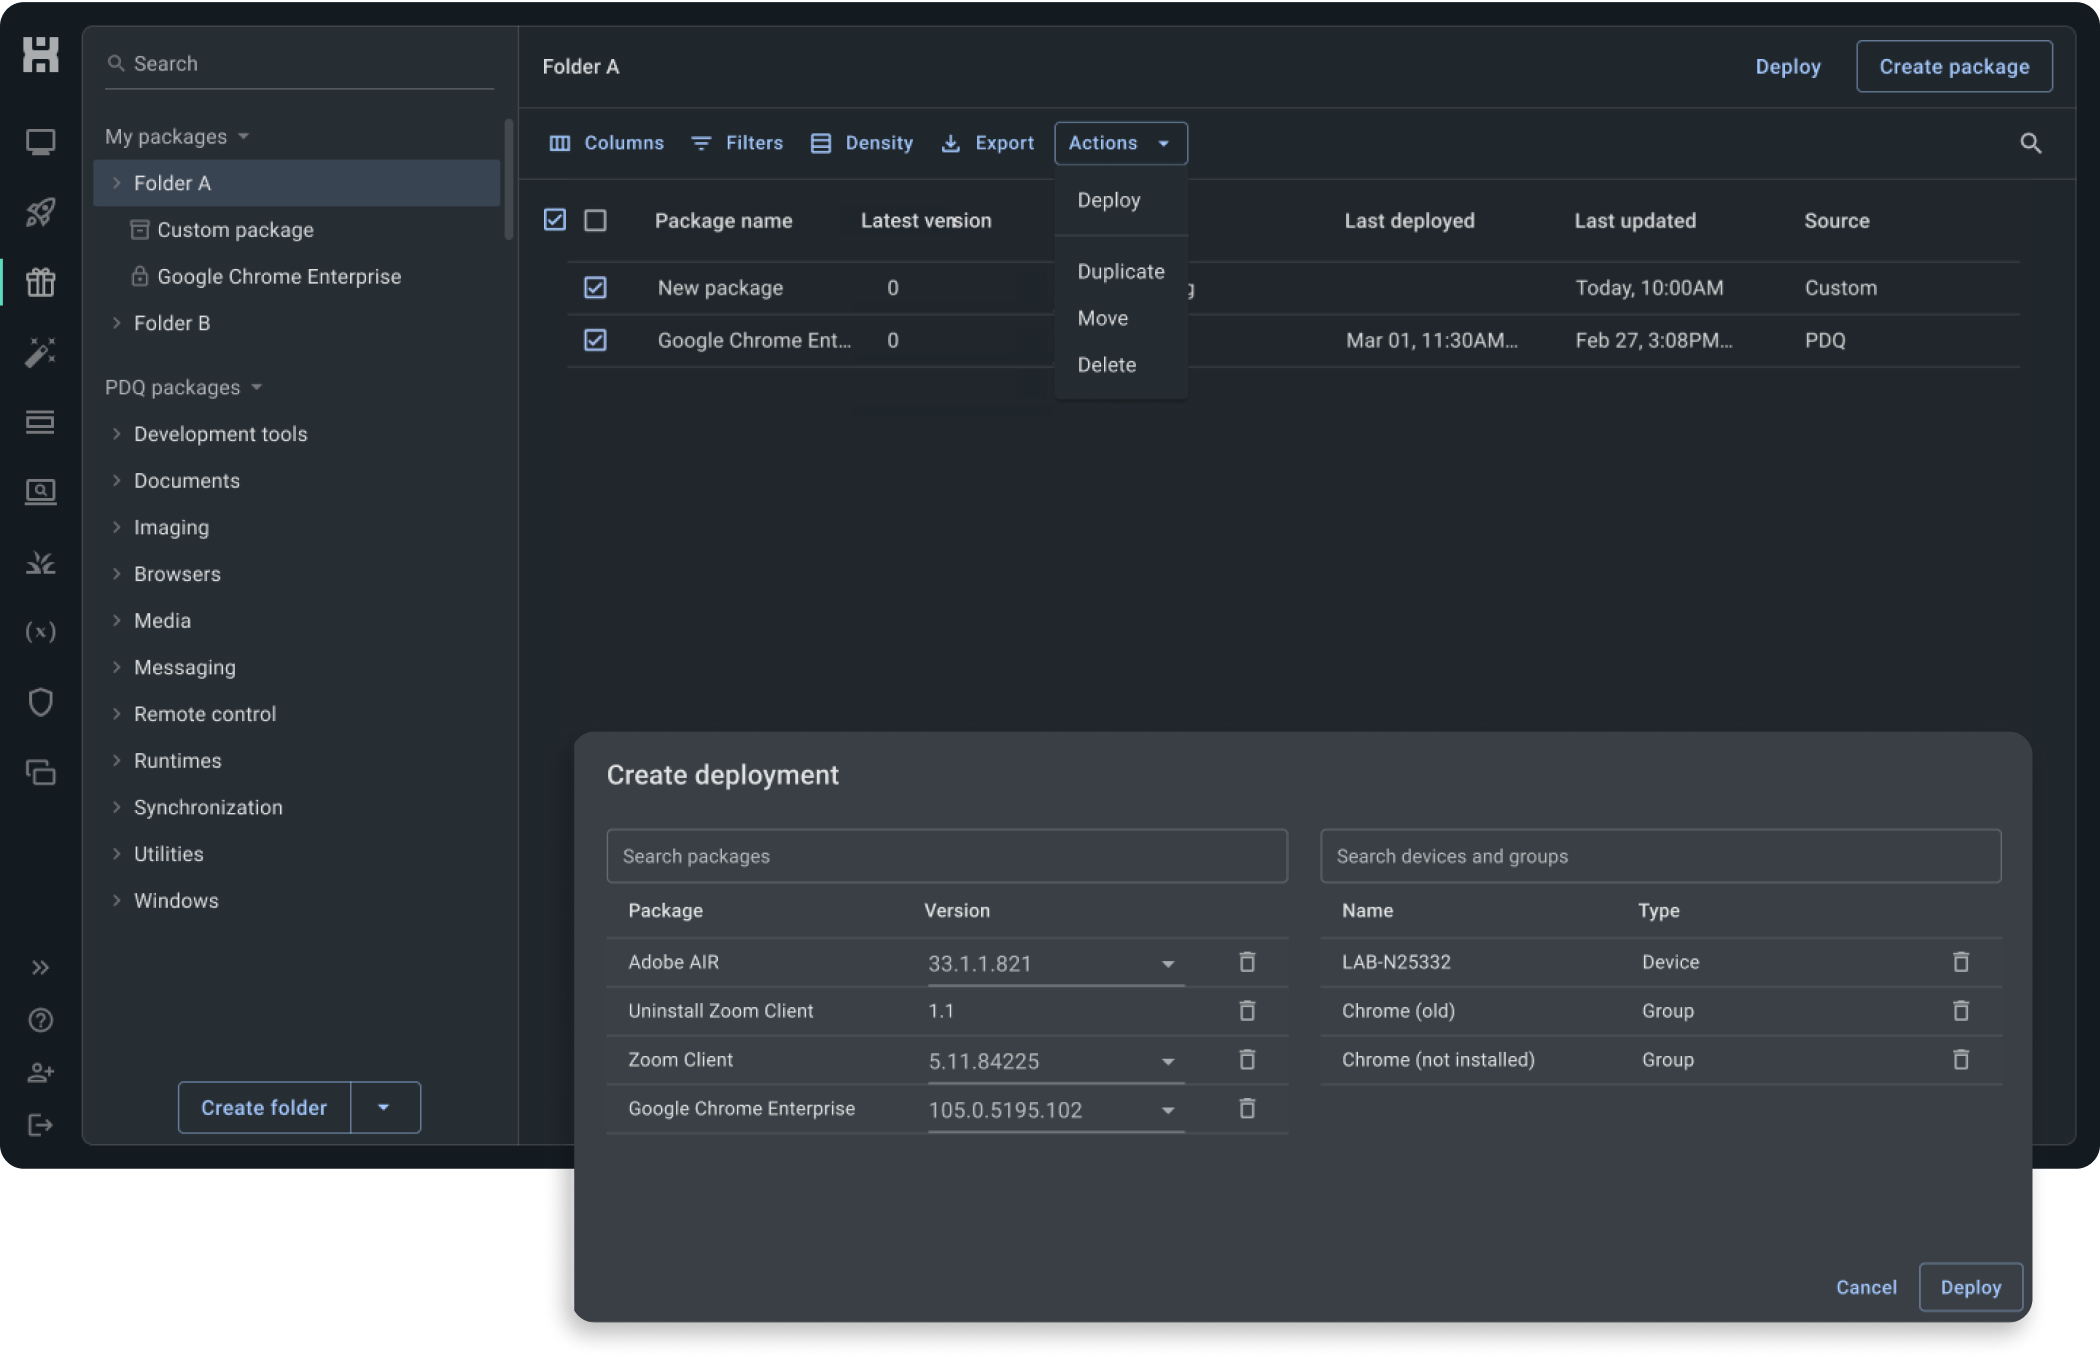 Search
My packages
Folder A
Custom package
Google Chrome Enterprise
Folder B
PDQ packages
Development tools
Documents
Imaging
Browsers
Media
Messaging
Remote control
Runtimes
Synchronization
Utilities
Windows
Create folder
(x)
Folder A
Deploy
Create package
Columns
Filters
Density
Export
Actions
Deploy
Duplicate
Move
Delete
Package name Latest version Last deployed Last updated Source
New package 0 g Today, 10:00AM Custom
Google Chrome Ent... 0 Mar 01, 11:30AM... Feb 27, 3:08PM... PDQ
Create deployment
Search packages
Package Version
Adobe AIR 33.1.1.821
Uninstall Zoom Client 1.1
Zoom Client 5.11.84225
Google Chrome Enterprise 105.0.5195.102
Search devices and groups
Name Type
LAB-N25332 Device
Chrome (old) Group
Chrome (not installed) Group
Cancel
Deploy